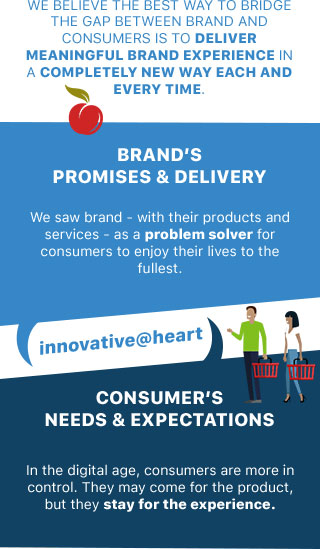 WE BELIEVE THE BEST WAY TO BRIDGE
THE GAP BETWEEN BRAND AND
CONSUMERS IS TO DELIVER
MEANINGFUL BRAND EXPERIENCE IN
A COMPLETELY NEW WAY EACH AND
EVERY TIME.
BRAND'S
PROMISES & DELIVERY
We saw brand - with their products and
services - as a problem solver for
consumers to enjoy their lives to the
fullest.
innovative@heart
CONSUMER'S
NEEDS & EXPECTATIONS
In the digital age, consumers are more in
control. They may come for the product,
but they stay for the experience.